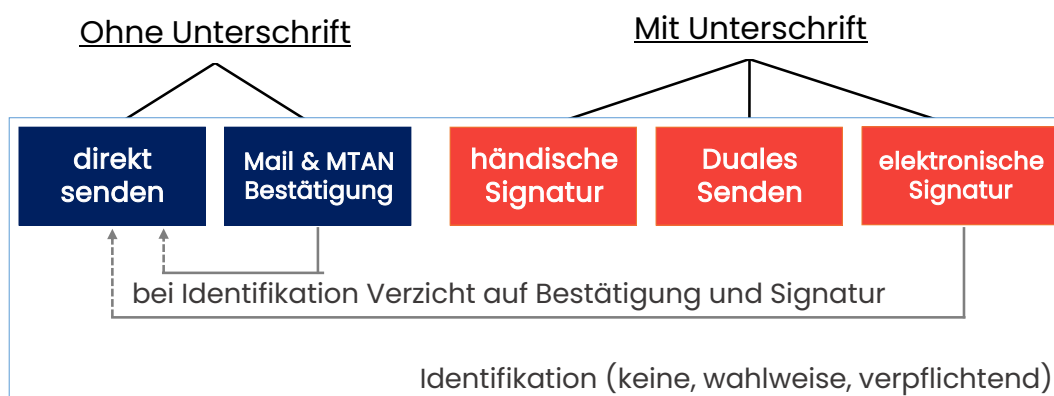 Ohne Unterschrift
Mit Unterschrift
direkt
senden
Mail & MTAN
Bestätigung
händische
Signatur
Duales
Senden
elektronische
Signatur
bei Identifikation Verzicht auf Bestätigung und Signatur
Identifikation (keine, wahlweise, verpflichtend)